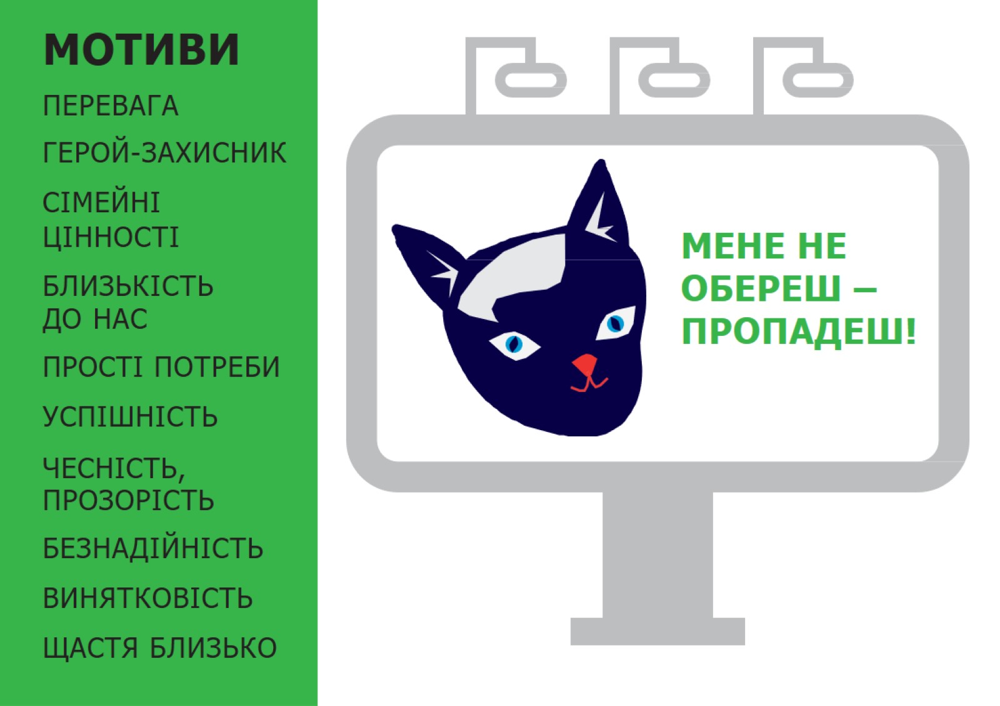 МОТИВИ
ПЕРЕВАГА
ГЕРОЙ-ЗАХИСНИК
СІМЕЙНІ
ЦІННОСТІ
БЛИЗЬКІСТЬ
ДО НАС
ПРОСТІ ПОТРЕБИ
УСПІШНІСТЬ
ЧЕСНІСТЬ,
ПРОЗОРІСТЬ
БЕЗНАДІЙНІСТЬ
ВИНЯТКОВІСТЬ
ЩАСТЯ БЛИЗЬКО
МЕНЕ НЕ
ОБЕРЕШ –
ПРОПАДЕШ!